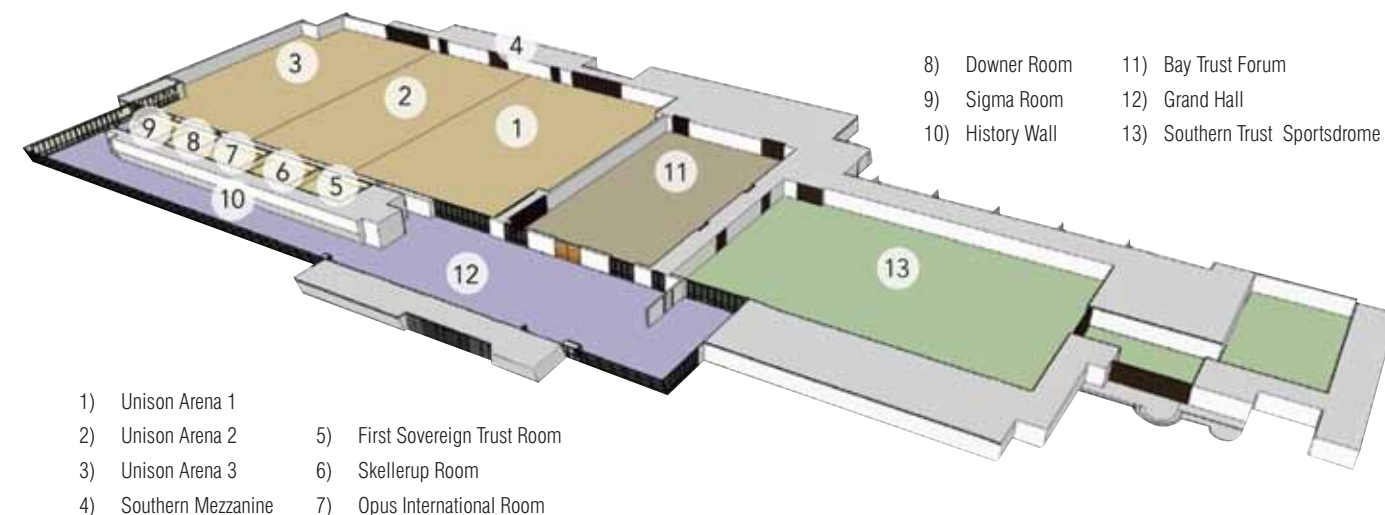 4
3
2
1
9
8
7
6
5
10
11
12
13
8) Downer Room
9) Sigma Room
10) History Wall
11) Bay Trust Forum
12) Grand Hall
13) Southern Trust Sportsdrome
1) Unison Arena 1
2) Unison Arena 2
3) Unison Arena 3
4) Southern Mezzanine
5) First Sovereign Trust Room
6) Skellerup Room
7) Opus International Room